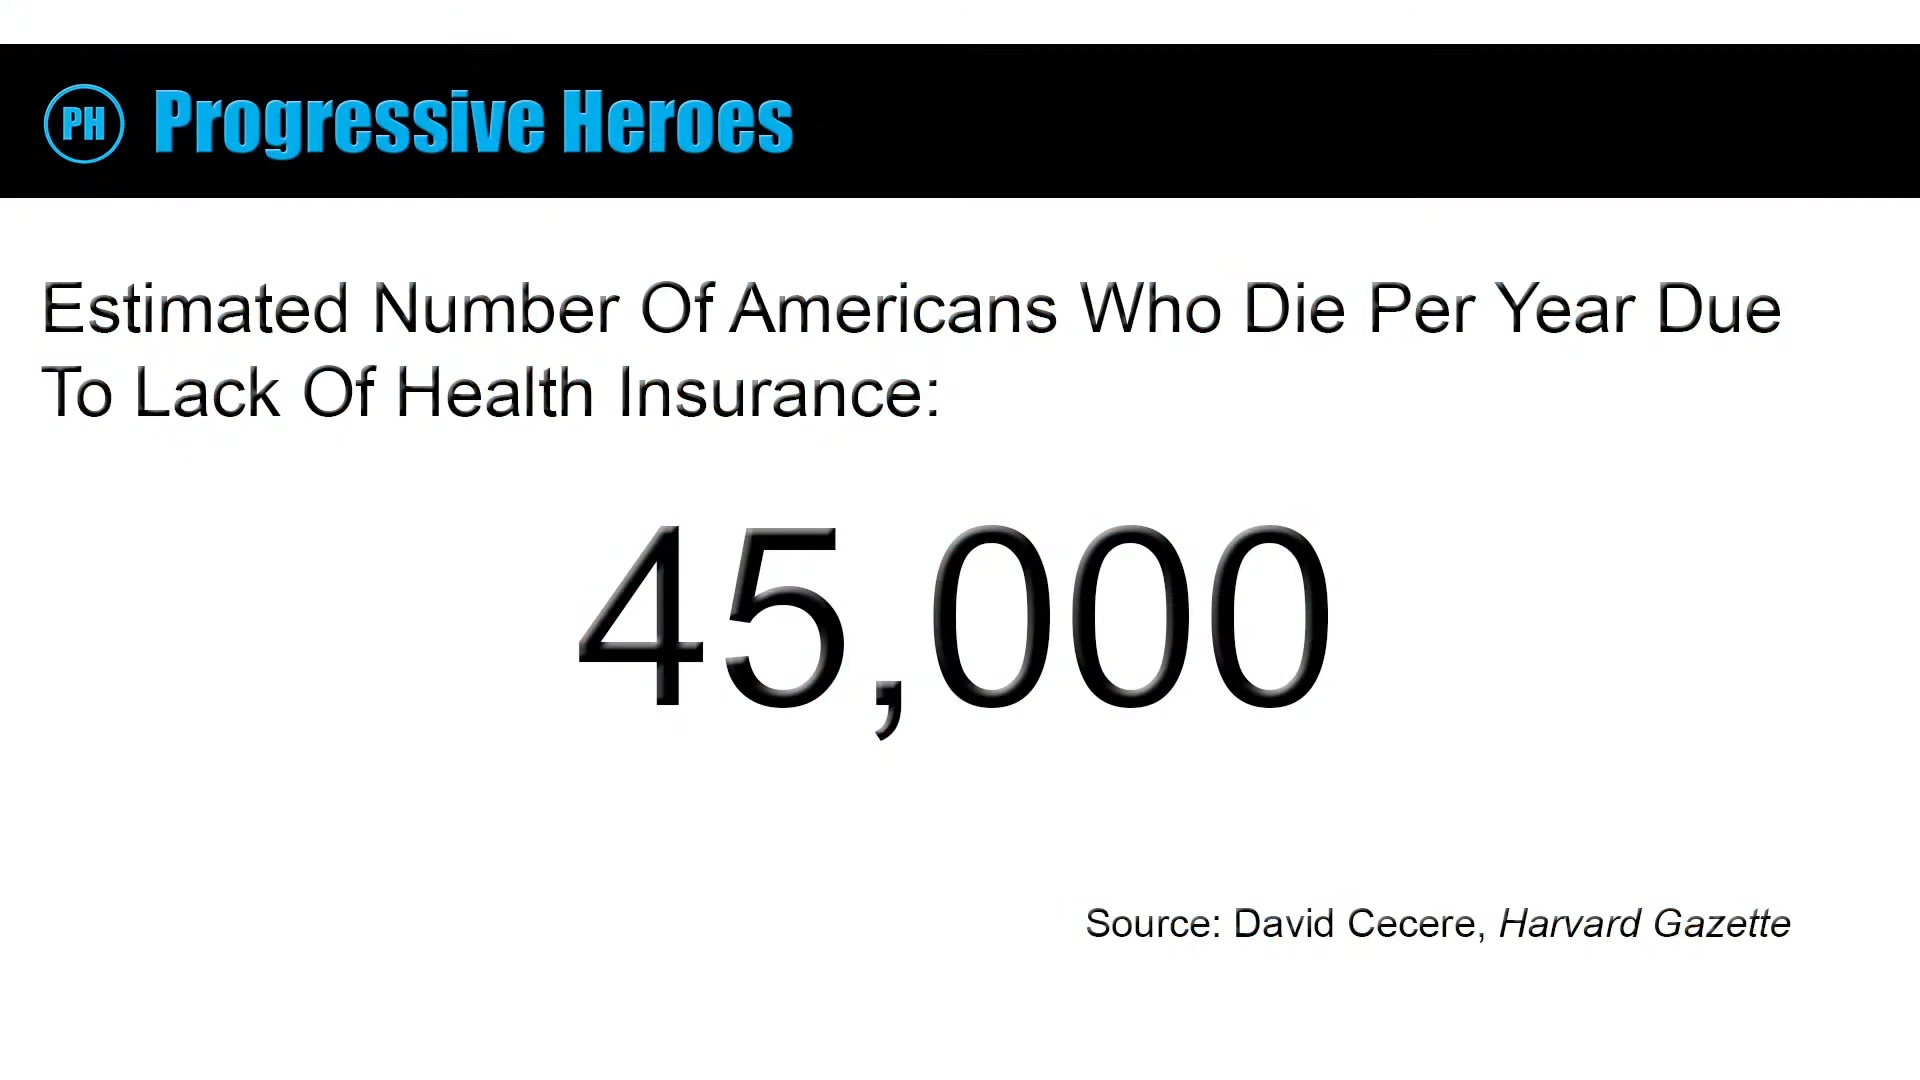 PH Progressive Heroes
Estimated Number Of Americans Who Die Per Year Due
To Lack Of Health Insurance:
45,000
Source: David Cecere, Harvard Gazette